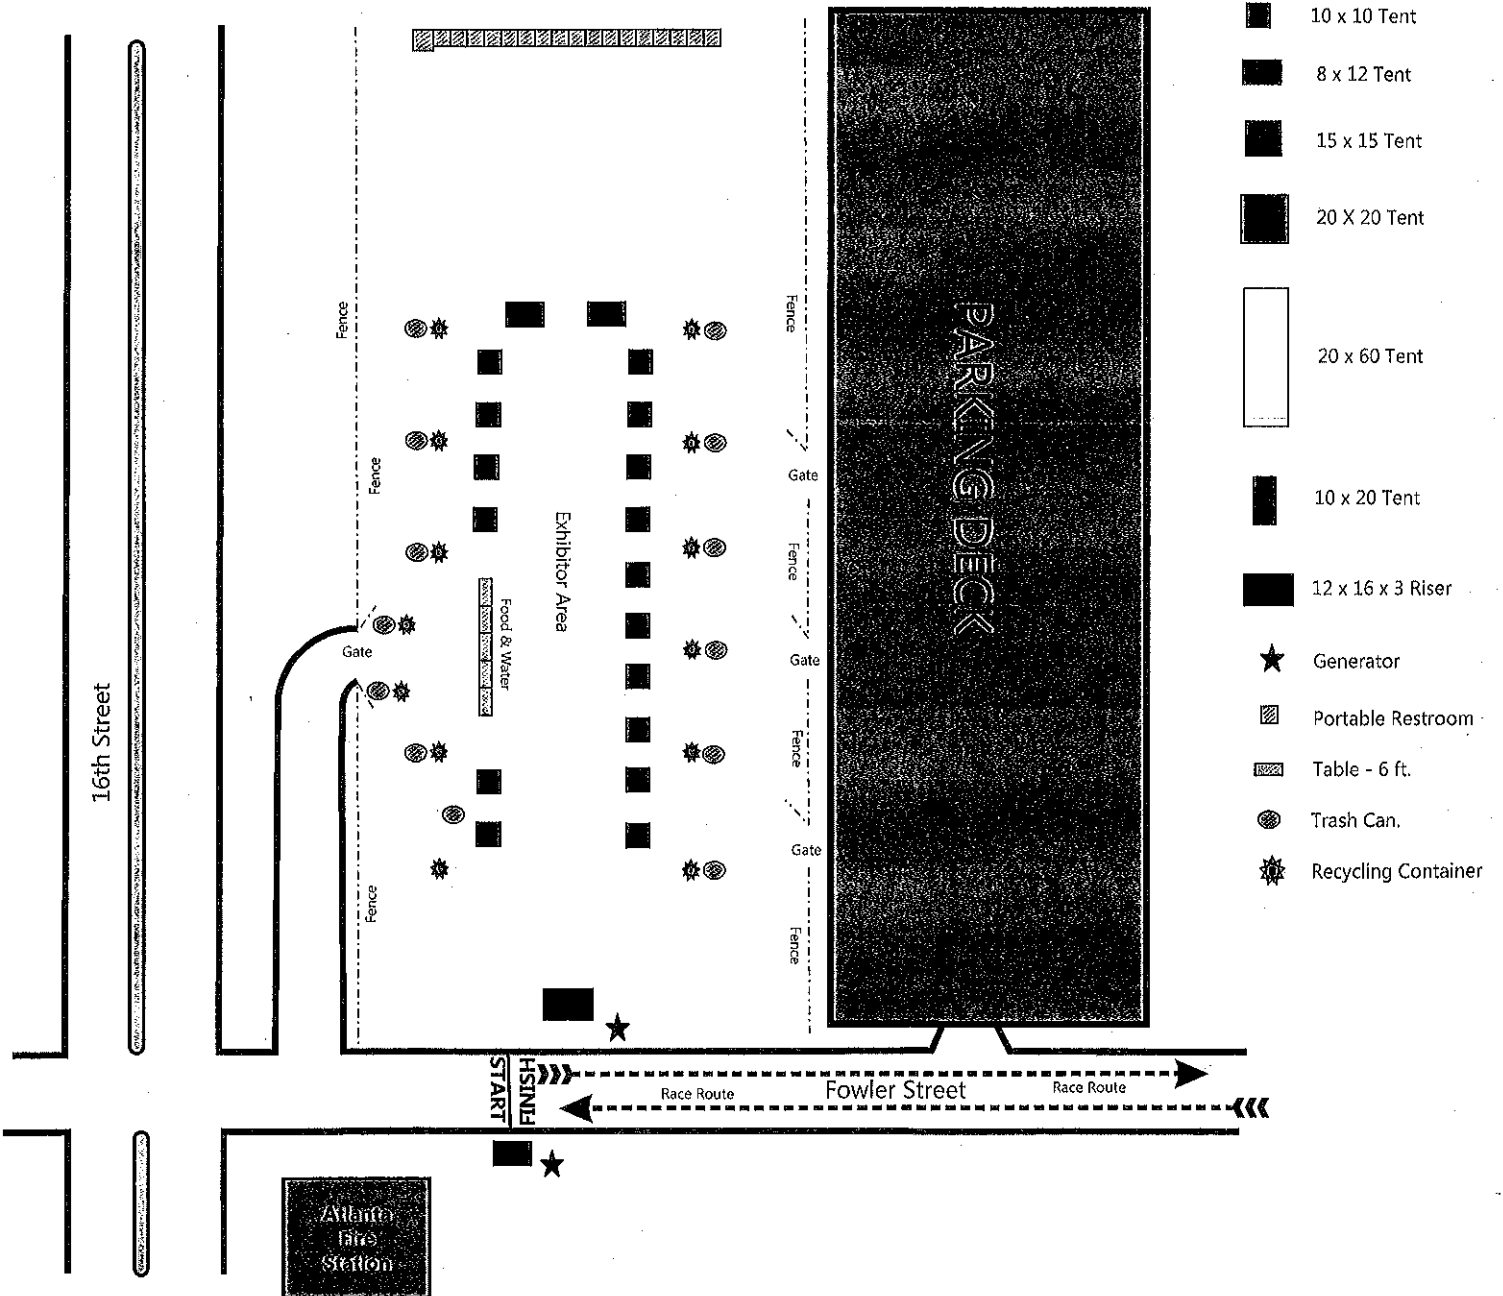 10 x 10 Tent
8 x 12 Tent
15 x 15 Tent
20 X 20 Tent
20 x 60 Tent
10 x 20 Tent
12 x 16 x 3 Riser
Generator
Portable Restroom
Table - 6 ft.
Trash Can.
Recycling Container
16th Street
Fence
Fence
Gate
Fence
Exhibitor Area
Food & Water
Fence
Gate
Fence
Gate
Fence
Gate
Fence
PARKING DECK
START
FINISH
Race Route
Fowler Street
Race Route
Atlanta
Fire
Station